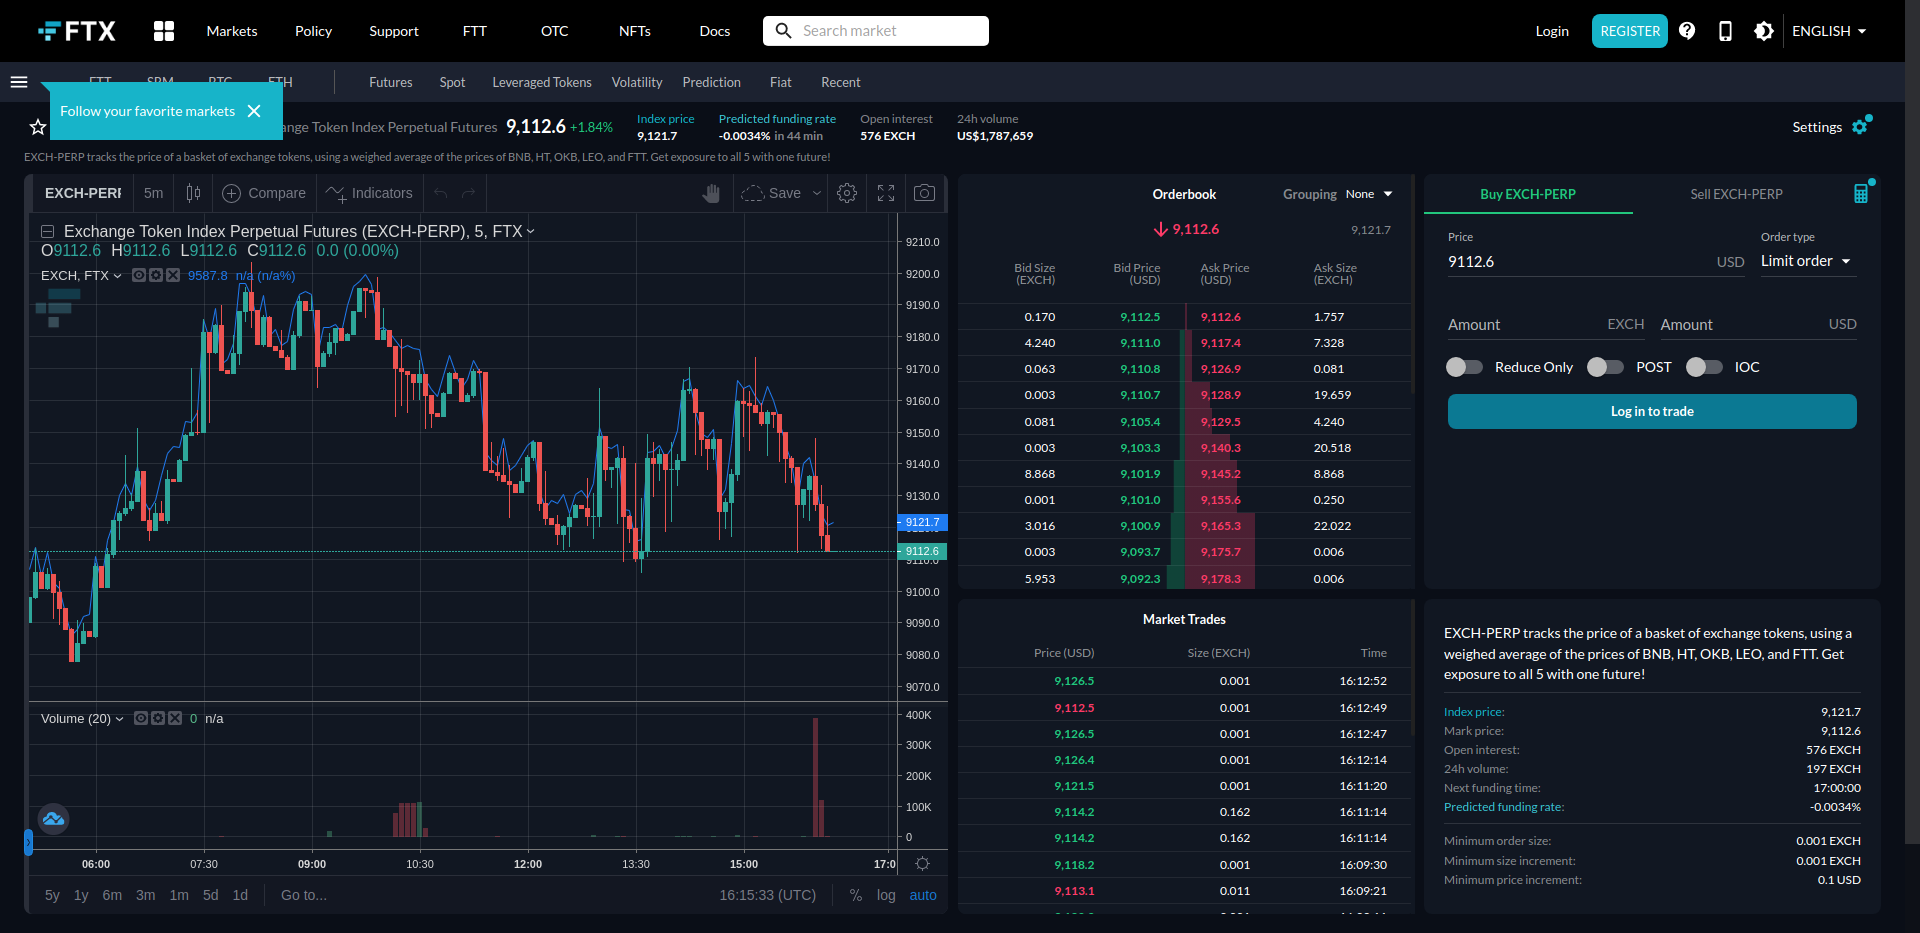 FTX
Markets
Policy
Support
FTT
OTC
NFTs
Docs
Search market
Login
REGISTER
ENGLISH
Futures
Spot
Leveraged Tokens
Volatility
Prediction
Fiat
Recent
Follow your favorite markets
ange Token Index Perpetual Futures
9,112.6 +1.84%
Index price
9,121.7
Predicted funding rate
-0.0034% in 44 min
Open interest
576 EXCH
24h volume
US$1,787,659
Settings
EXCH-PERP tracks the price of a basket of exchange tokens, using a weighed average of the prices of BNB, HT, OKB, LEO, and FTT. Get exposure to all 5 with one future!
EXCH-PERP
5m
Compare
Indicators
Save
Exchange Token Index Perpetual Futures (EXCH-PERP), 5, FTX
O9112.6 H9112.6 L9112.6 C9112.6 0.0 (0.00%)
EXCH, FTX 9587.8 n/a (n/a%)
9210.0
9200.0
9190.0
9180.0
9170.0
9160.0
9150.0
9140.0
9130.0
9121.7
9112.6
9110.0
9100.0
9090.0
9080.0
9070.0
Volume (20) 0 n/a
400K
300K
200K
100K
0
06:00 07:30 09:00 10:30 12:00 13:30 15:00 17:0
5y 1y 6m 3m 1m 5d 1d Go to...
16:15:33 (UTC) % log auto
Orderbook
Grouping None
9,112.6
9,121.7
Bid Size (EXCH) Bid Price (USD) Ask Price (USD) Ask Size (EXCH)
0.170 9,112.5 9,112.6 1.757
4.240 9,111.0 9,117.4 7.328
0.063 9,110.8 9,126.9 0.081
0.003 9,110.7 9,128.9 19.659
0.081 9,105.4 9,129.5 4.240
0.003 9,103.3 9,140.3 20.518
8.868 9,101.9 9,145.2 8.868
0.001 9,101.0 9,155.6 0.250
3.016 9,100.9 9,165.3 22.022
0.003 9,093.7 9,175.7 0.006
5.953 9,092.3 9,178.3 0.006
Market Trades
Price (USD) Size (EXCH) Time
9,126.5 0.001 16:12:52
9,112.5 0.001 16:12:49
9,126.5 0.001 16:12:47
9,126.4 0.001 16:12:14
9,121.5 0.001 16:11:20
9,114.2 0.162 16:11:14
9,114.2 0.162 16:11:14
9,118.2 0.001 16:09:30
9,113.1 0.011 16:09:21
Buy EXCH-PERP
Sell EXCH-PERP
Price
9112.6 USD
Order type
Limit order
Amount EXCH
Amount USD
Reduce Only
POST
IOC
Log in to trade
EXCH-PERP tracks the price of a basket of exchange tokens, using a
weighed average of the prices of BNB, HT, OKB, LEO, and FTT. Get
exposure to all 5 with one future!
Index price: 9,121.7
Mark price: 9,112.6
Open interest: 576 EXCH
24h volume: 197 EXCH
Next funding time: 17:00:00
Predicted funding rate: -0.0034%
Minimum order size: 0.001 EXCH
Minimum size increment: 0.001 EXCH
Minimum price increment: 0.1 USD